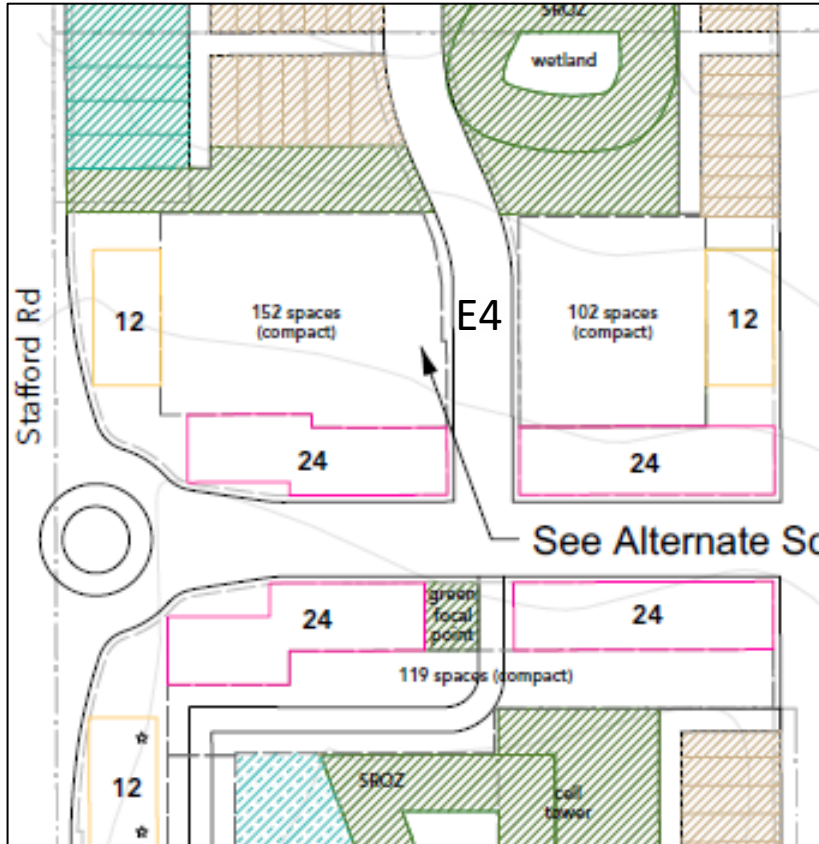 SROZ
wetland
Stafford Rd
12
152 spaces
(compact)
E4
102 spaces
(compact)
12
24
24
See Alternate Sc
green
focal
point
24
24
119 spaces (compact)
12
SROZ
cell
tower